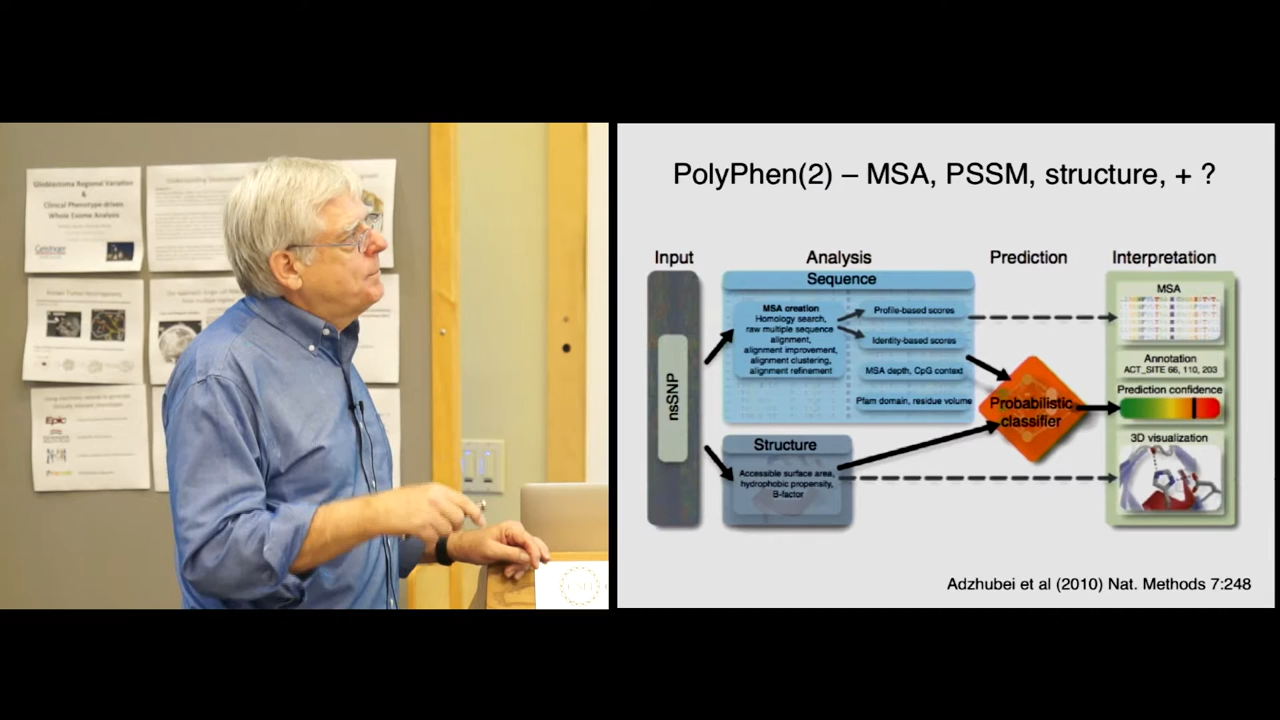 Glioblastoma Regional Variation
&
Clinical Phenotype-driven
Whole Exome Analysis
Geisinger
Understanding
Epic
PolyPhen(2) – MSA, PSSM, structure, + ?
Input
Analysis
Prediction
Interpretation
Sequence
MSA creation
Homology search,
raw multiple sequence
alignment,
alignment improvement,
alignment clustering,
alignment refinement
Profile-based scores
Identity-based scores
MSA depth, CpG context
Pfam domain, residue volume
nsSNP
Structure
Accessible surface area,
hydrophobic propensity,
B-factor
Probabilistic
classifier
MSA
Annotation
ACT_SITE 66, 110, 203
Prediction confidence
3D visualization
Adzhubei et al (2010) Nat. Methods 7:248